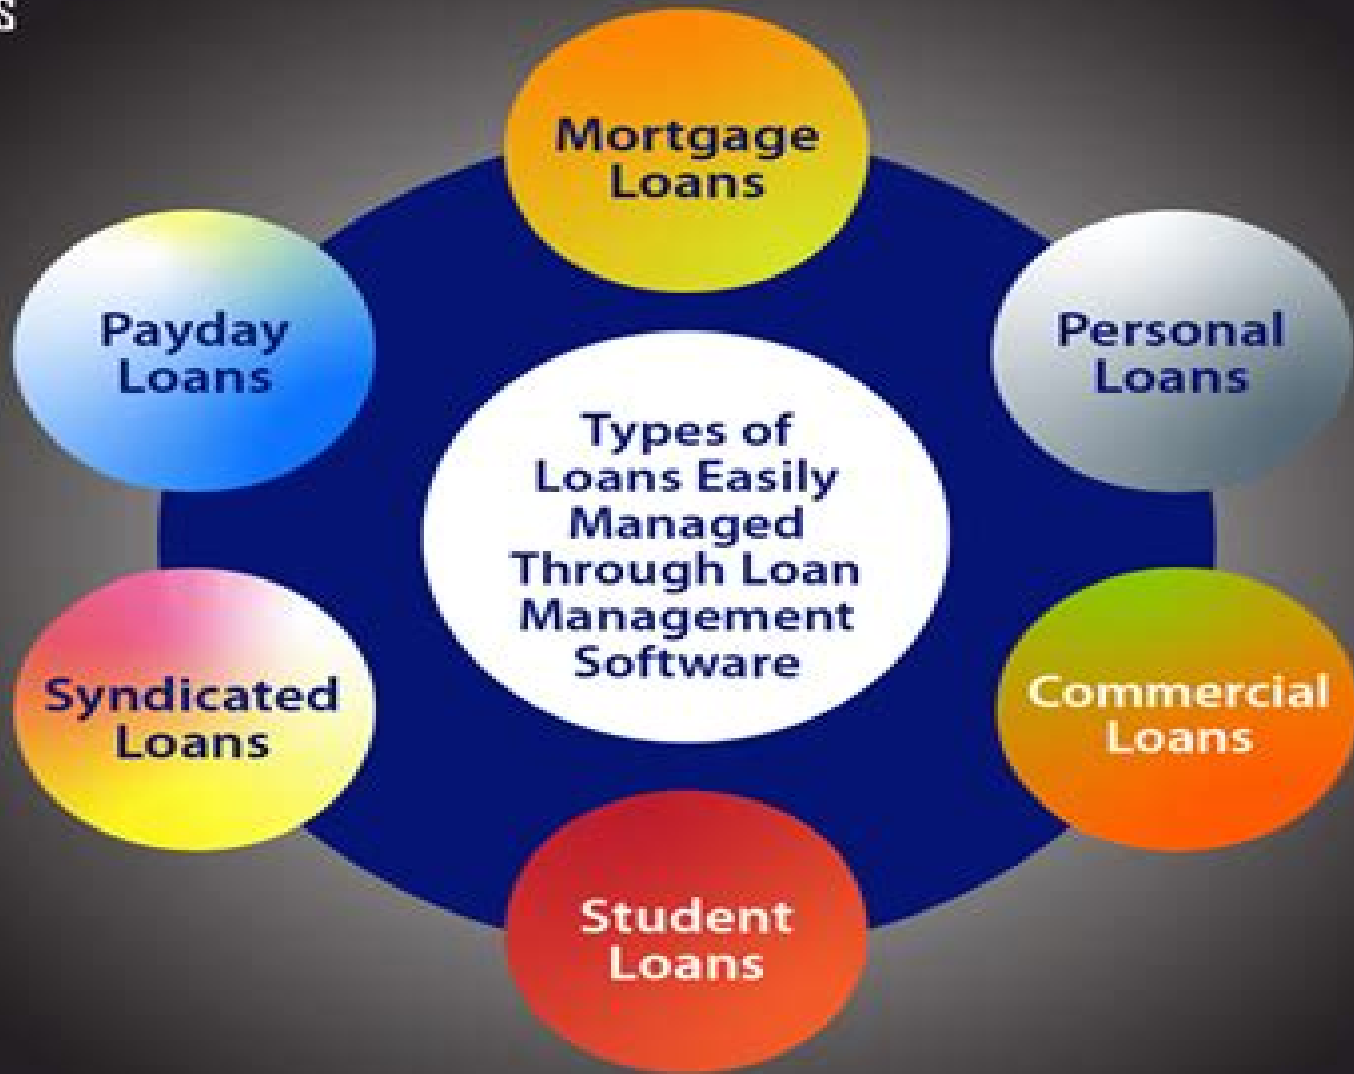 Mortgage
Loans
Payday
Loans
Personal
Loans
Types of
Loans Easily
Managed
Through Loan
Management
Software
Syndicated
Loans
Commercial
Loans
Student
Loans